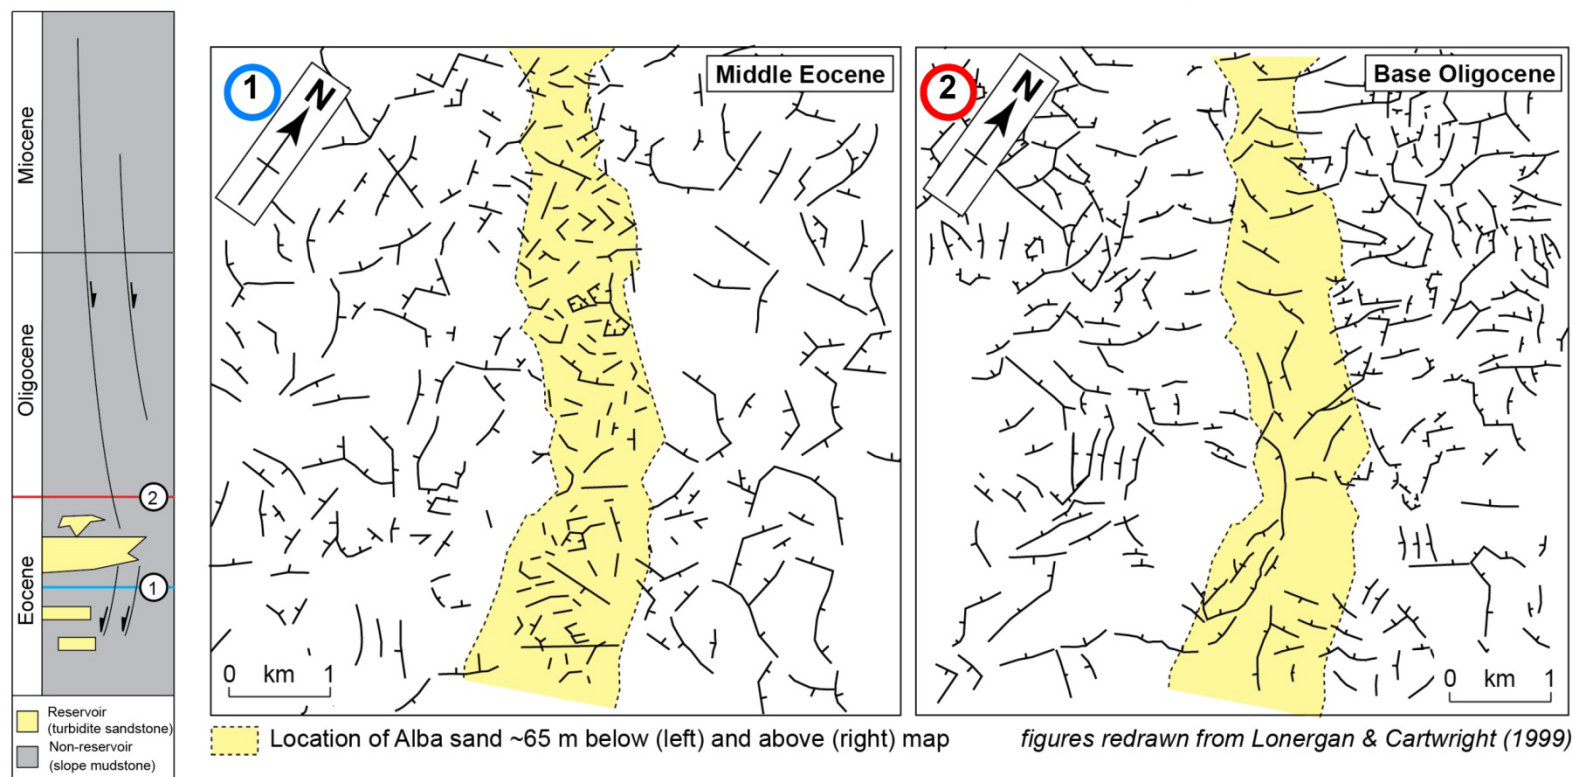 Miocene
Oligocene
Eocene
2
1
Reservoir
(turbidite sandstone)
Non-reservoir
(slope mudstone)
1
N
Middle Eocene
0 km 1
2
N
Base Oligocene
0 km 1
Location of Alba sand ~65 m below (left) and above (right) map
figures redrawn from Lonergan & Cartwright (1999)